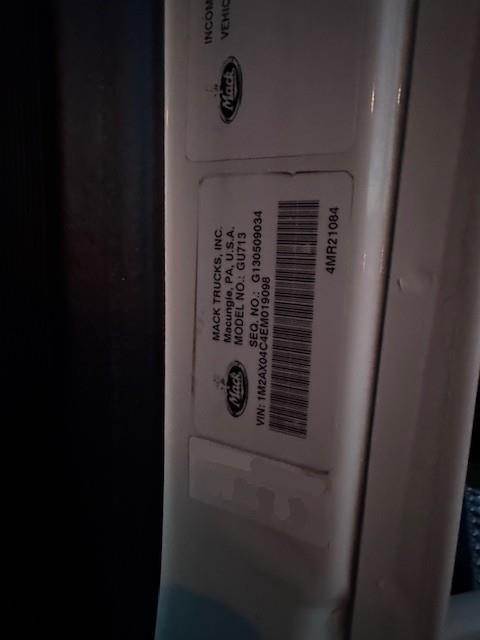 INCOM
VEHIC
Mack
MACK TRUCKS, INC.
Macungie, PA, U.S.A.
MODEL NO.: GU713
SEQ. NO.: G130509034
Mack
VIN: 1M2AX04C4EM019098
4MR21084